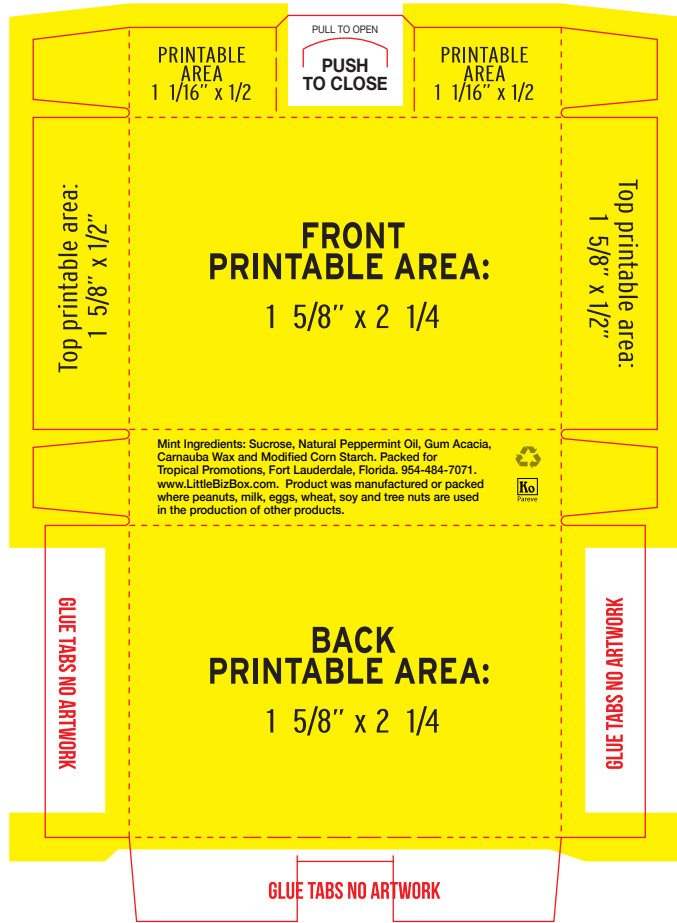 PULL TO OPEN
PUSH
TO CLOSE
PRINTABLE
AREA
1 1/16" x 1/2
PRINTABLE
AREA
1 1/16" x 1/2
Top printable area:
1 5/8" x 1/2"
FRONT
PRINTABLE AREA:
1 5/8" x 2 1/4
Top printable area:
1 5/8" x 1/2"
Mint Ingredients: Sucrose, Natural Peppermint Oil, Gum Acacia,
Carnauba Wax and Modified Corn Starch. Packed for
Tropical Promotions, Fort Lauderdale, Florida. 954-484-7071.
www.LittleBizBox.com. Product was manufactured or packed
where peanuts, milk, eggs, wheat, soy and tree nuts are used
in the production of other products.
Ko
Pareve
GLUE TABS NO ARTWORK
BACK
PRINTABLE AREA:
1 5/8" x 2 1/4
GLUE TABS NO ARTWORK
GLUE TABS NO ARTWORK